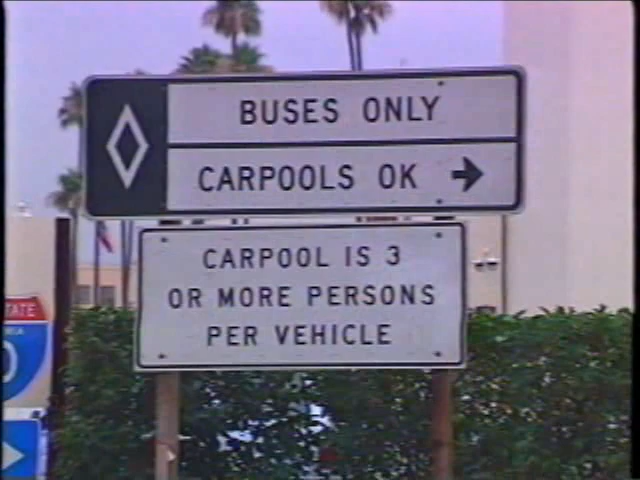 BUSES ONLY
CARPOOLS OK →
CARPOOL IS 3
OR MORE PERSONS
PER VEHICLE